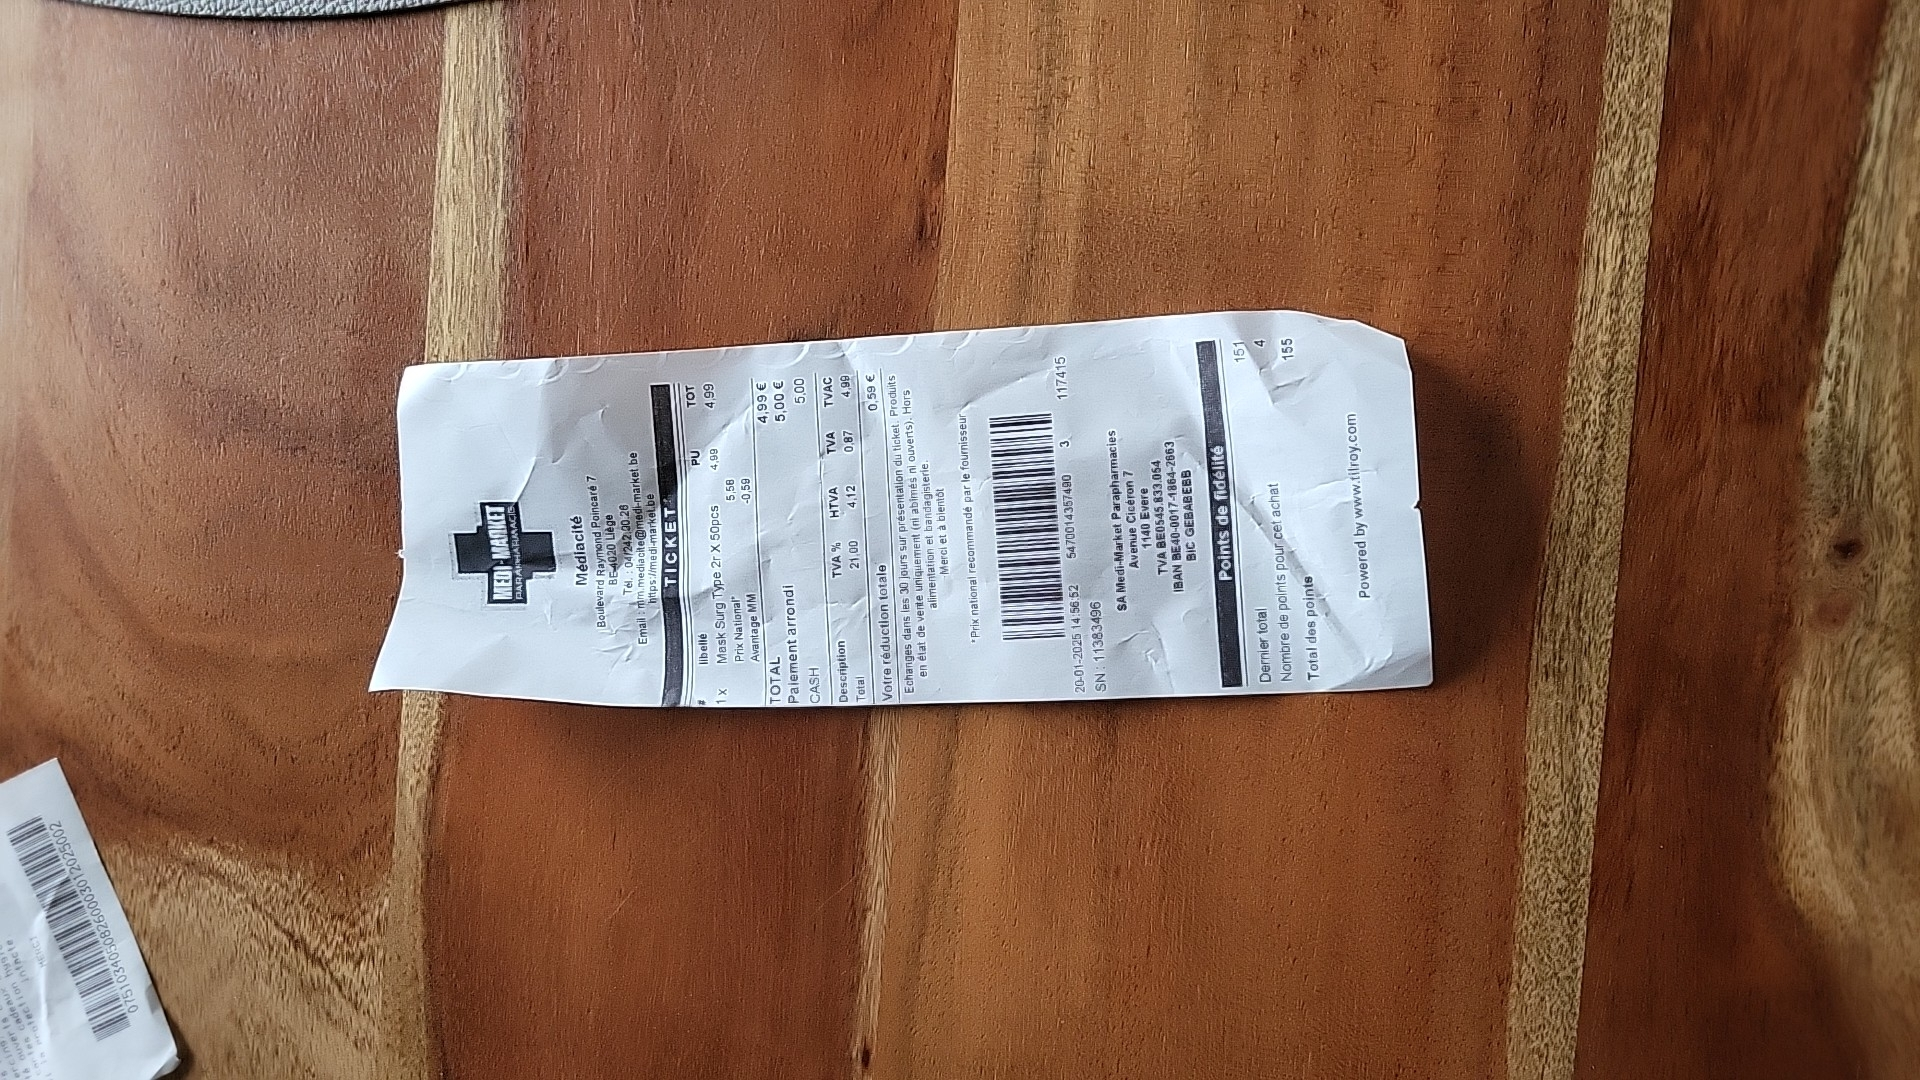 MEDI-MARKET
PARAPHARMACIE
Médiacité
Boulevard Raymond Poincaré 7
BE-4020 Liège
Tél. : 04/242.00.26
Email : mm.mediacite@medi-market.be
https://medi-market.be
TICKET
# libellé PU TOT
1 x Mask Surg Type 2r X 50pcs 4,99 4,99
Prix National* 5,58
Avantage MM -0,59
TOTAL 4,99 €
Paiement arrondi 5,00 €
CASH 5,00
Description TVA % HTVA TVA TVAC
Total 21,00 4,12 0,87 4,99
Votre réduction totale 0,59 €
Echanges dans les 30 jours sur présentation du ticket. Produits
en état de vente uniquement (ni abîmés ni ouverts). Hors
alimentation et bandagisterie.
Merci et à bientôt
*Prix national recommandé par le fournisseur
20-01-2025 14:56:52 5470014357490 3 117415
SN : 11383496
SA Medi-Market Parapharmacies
Avenue Cicéron 7
1140 Evere
TVA BE0545.833.054
IBAN BE40-0017-1864-2663
BIC GEBABEBB
Points de fidélité
Dernier total 151
Nombre de points pour cet achat 4
Total des points 155
Powered by www.tilroy.com
07510340508260003012025002